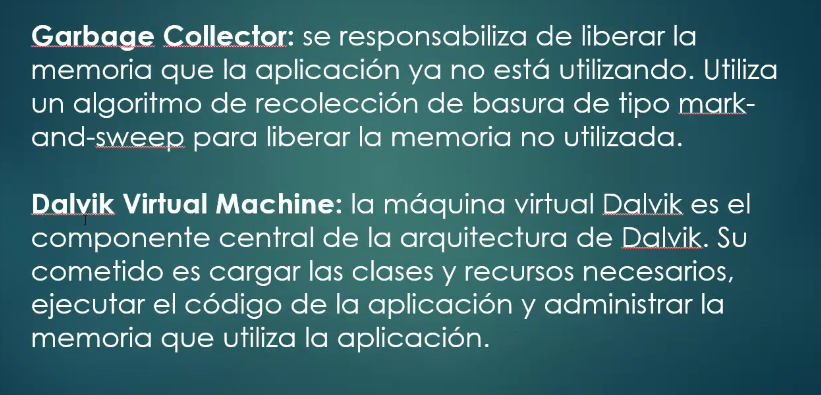 Garbage Collector: se responsabiliza de liberar la
memoria que la aplicación ya no está utilizando. Utiliza
un algoritmo de recolección de basura de tipo mark-
and-sweep para liberar la memoria no utilizada.
Dalvik Virtual Machine: la máquina virtual Dalvik es el
componente central de la arquitectura de Dalvik. Su
cometido es cargar las clases y recursos necesarios,
ejecutar el código de la aplicación y administrar la
memoria que utiliza la aplicación.